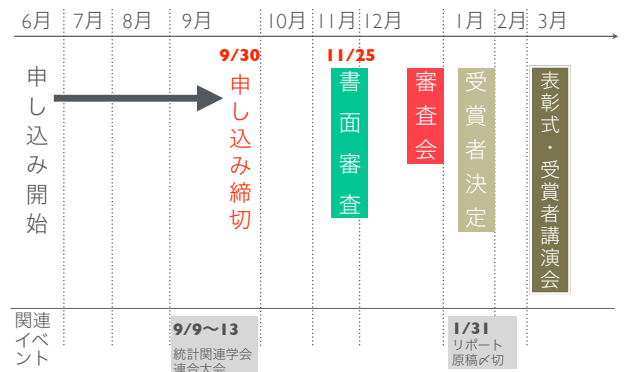 6月 7月 8月 9月 10月 11月 12月 1月 2月 3月
9/30 11/25
申し込み開始
申し込み締切
書面審査
審査会
受賞者決定
表彰式・受賞者講演会
関連
イベ
ント
9/9〜13
統計関連学会
連合大会
1/31
リポート
原稿〆切